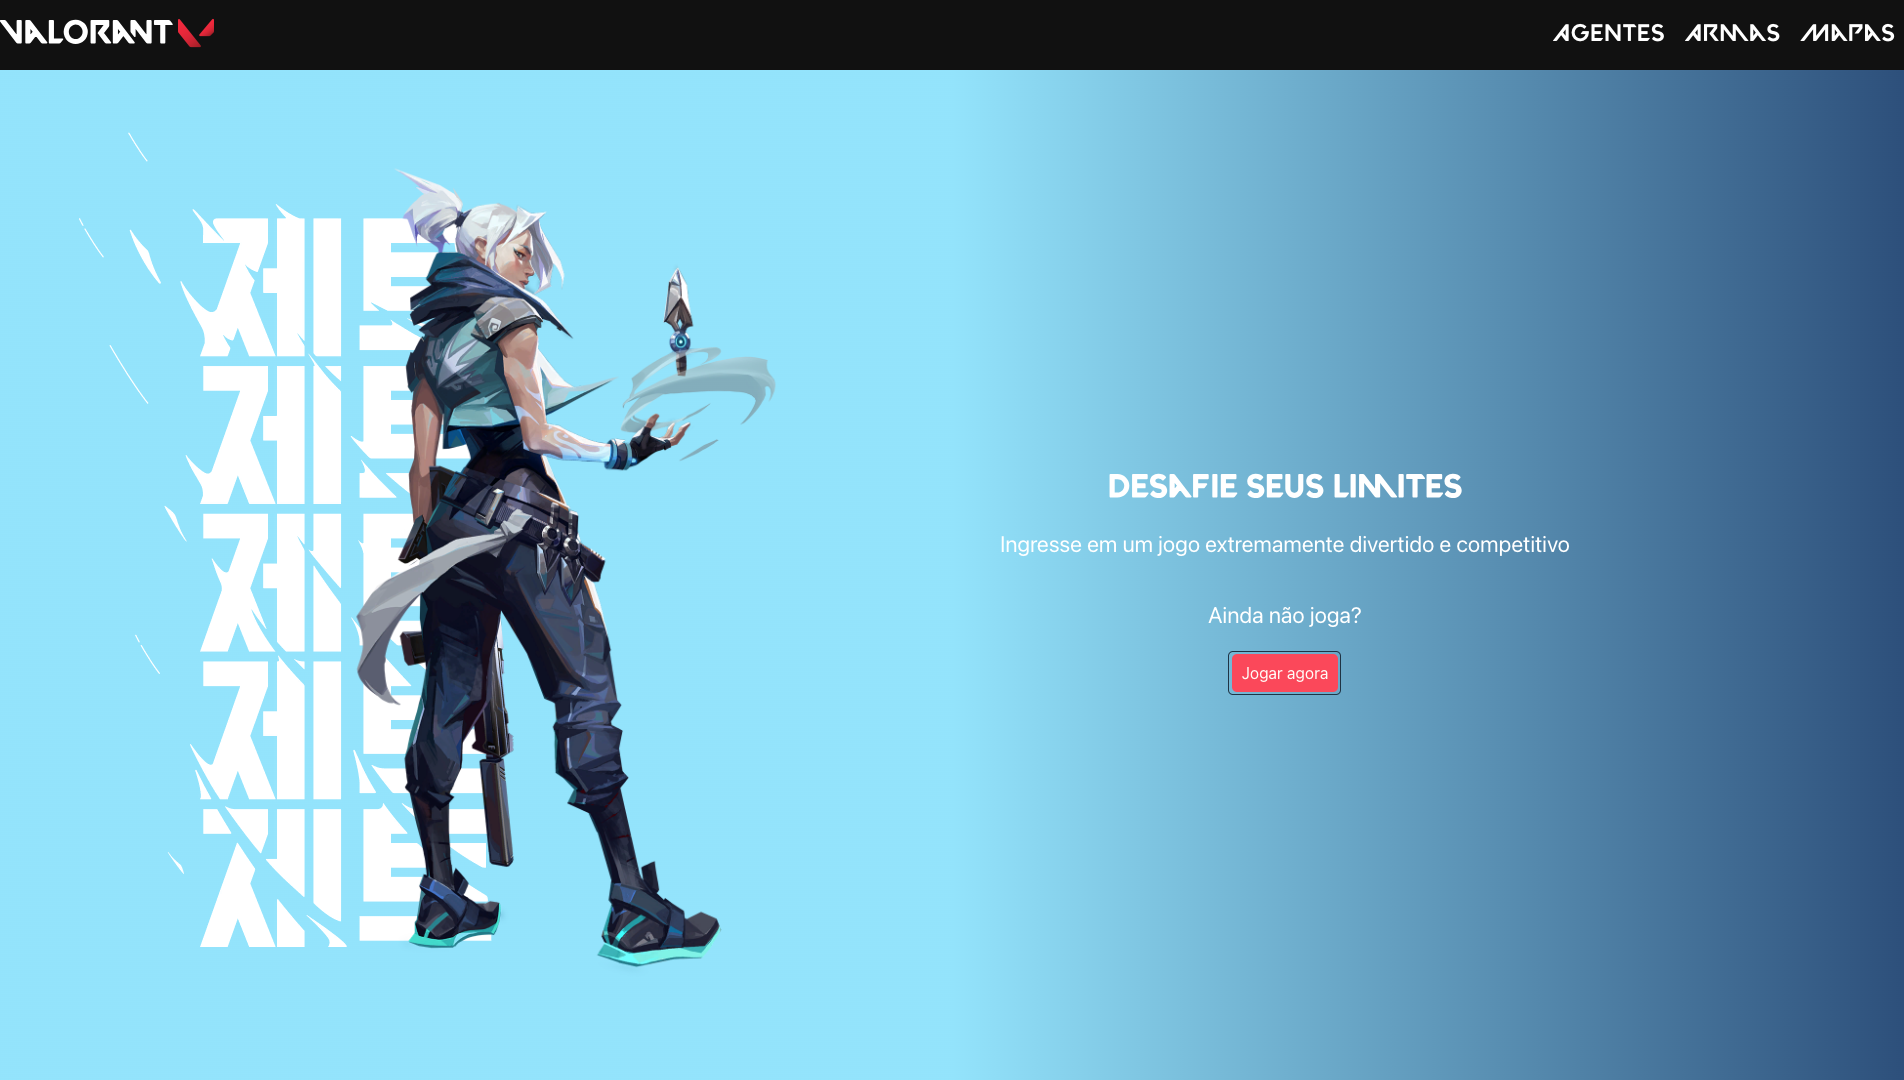 VALORANT
AGENTES ARMAS MAPAS
제트
제트
제트
제트
제트
DESAFIE SEUS LIMITES
Ingresse em um jogo extremamente divertido e competitivo
Ainda não joga?
Jogar agora